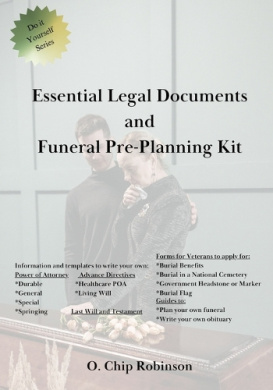 Do it
Yourself
Series
Essential Legal Documents
and
Funeral Pre-Planning Kit
Information and templates to write your own:
Power of Attorney
*Durable
*General
*Special
*Springing
Advance Directives
*Healthcare POA
*Living Will
Last Will and Testament
Forms for Veterans to apply for:
*Burial Benefits
*Burial in a National Cemetery
*Government Headstone or Marker
*Burial Flag
Guides to:
*Plan your own funeral
*Write your own obituary
O. Chip Robinson